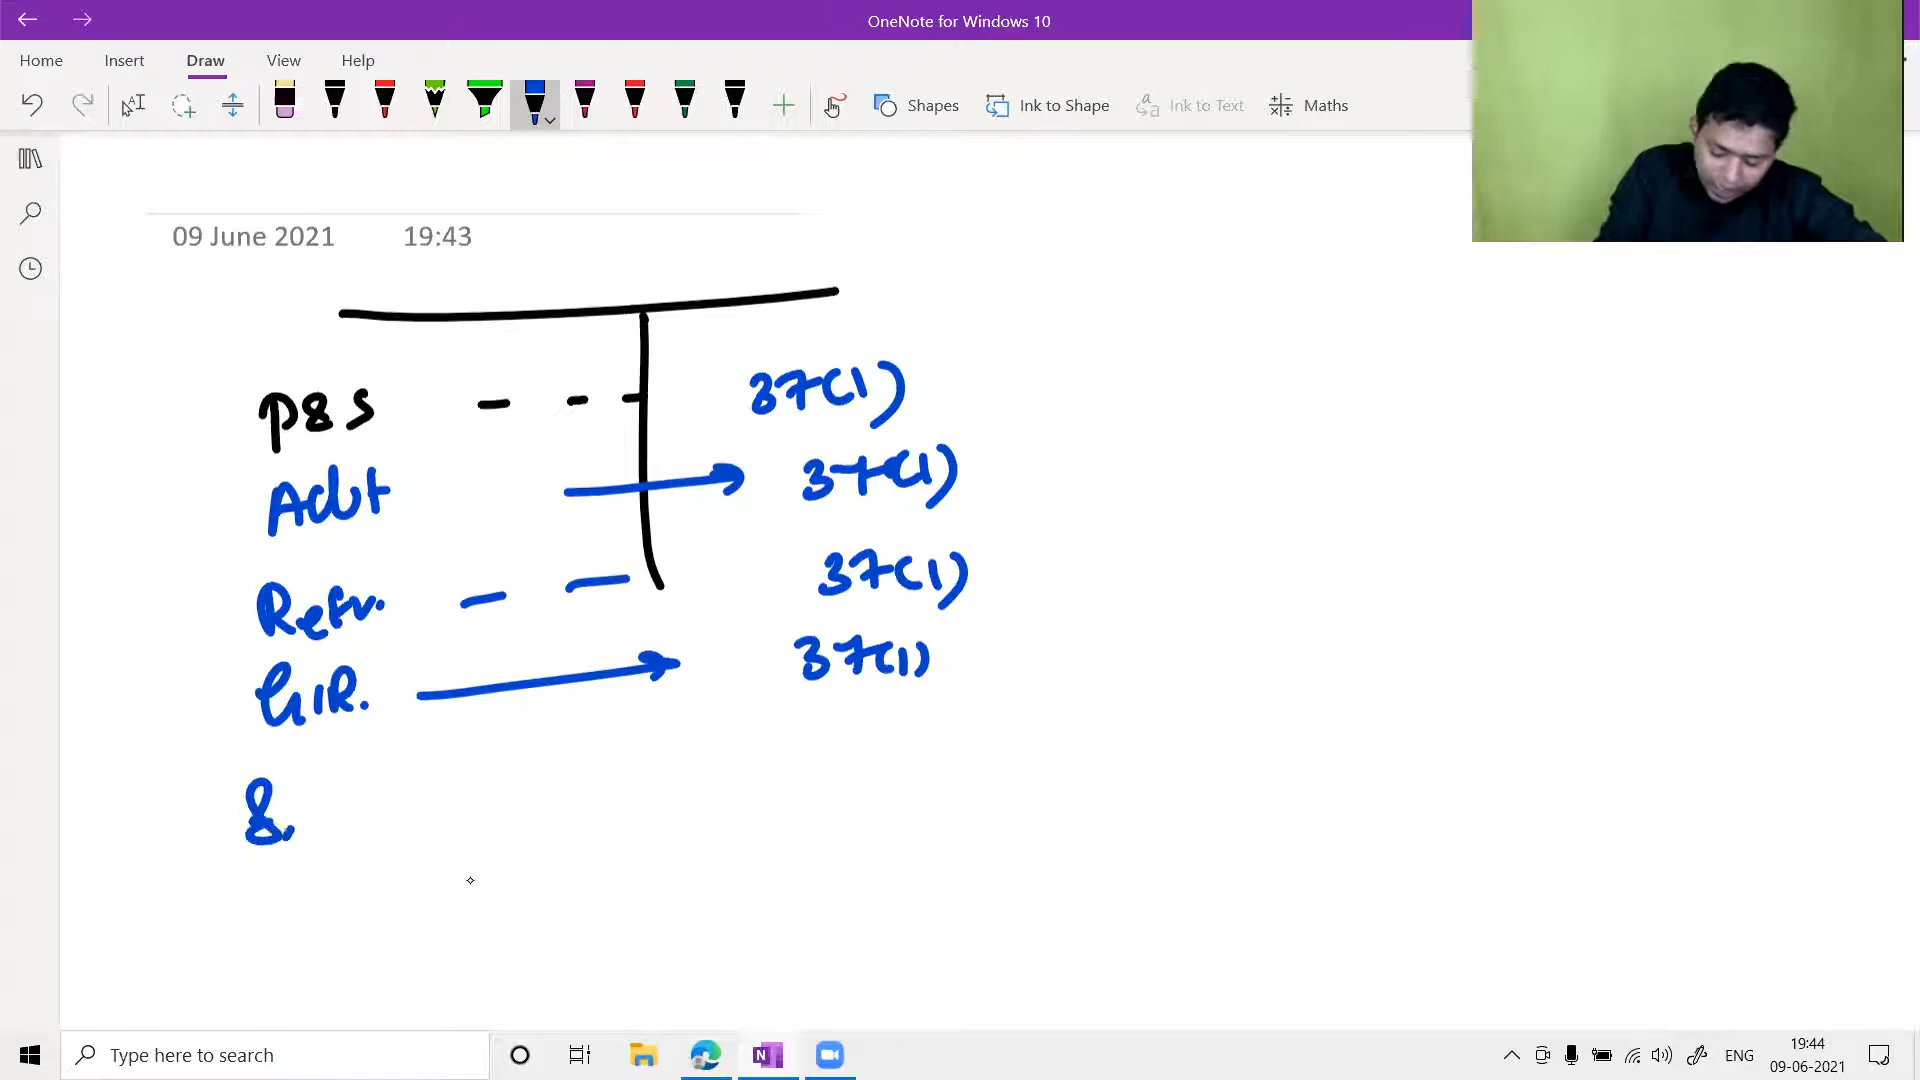 OneNote for Windows 10
Home Insert Draw View Help
Shapes Ink to Shape Ink to Text Maths
09 June 2021 19:43
P&S - - - 37(1)
Advt 37(1)
Refr. - - 37(1)
37(1)
&
Type here to search
ENG
19:44
09-06-2021